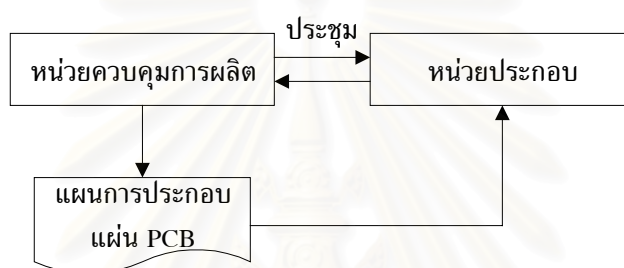 ประชุม
หน่วยควบคุมการผลิต
หน่วยประกอบ
แผนการประกอบ
แผ่น PCB